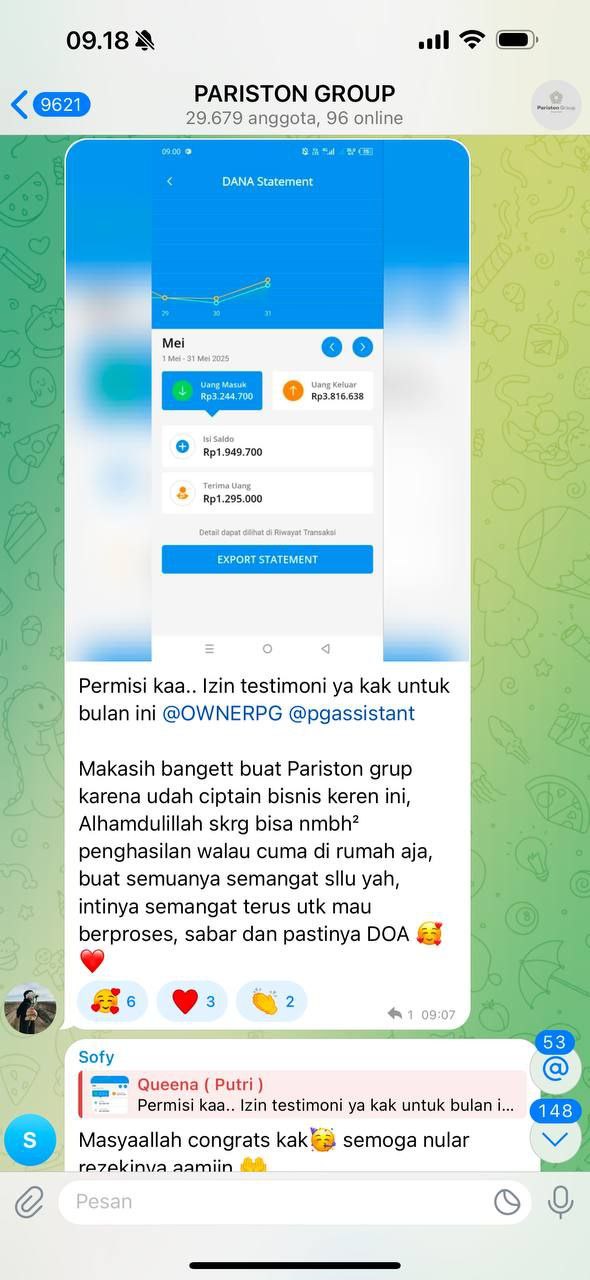 09.18
9621
PARISTON GROUP
29.679 anggota, 96 online
Pariston Group
09.00
DANA Statement
29 30 31
Mei
1 Mei - 31 Mei 2025
Uang Masuk
Rp3.244.700
Uang Keluar
Rp3.816.638
Isi Saldo
Rp1.949.700
Terima Uang
Rp1.295.000
Detail dapat dilihat di Riwayat Transaksi
EXPORT STATEMENT
Permisi kaa.. Izin testimoni ya kak untuk
bulan ini @OWNERPG @pgassistant
Makasih bangett buat Pariston grup
karena udah ciptain bisnis keren ini,
Alhamdulillah skrg bisa nmbh²
penghasilan walau cuma di rumah aja,
buat semuanya semangat sllu yah,
intinya semangat terus utk mau
berproses, sabar dan pastinya DOA 🥰
❤️
🥰 6 ❤️ 3 👏 2
1 09:07
Sofy
53
@
Queena ( Putri )
Permisi kaa.. Izin testimoni ya kak untuk bulan i...
148
S
Masyaallah congrats kak🥳 semoga nular
rezekinya aamiin 🤲
Pesan